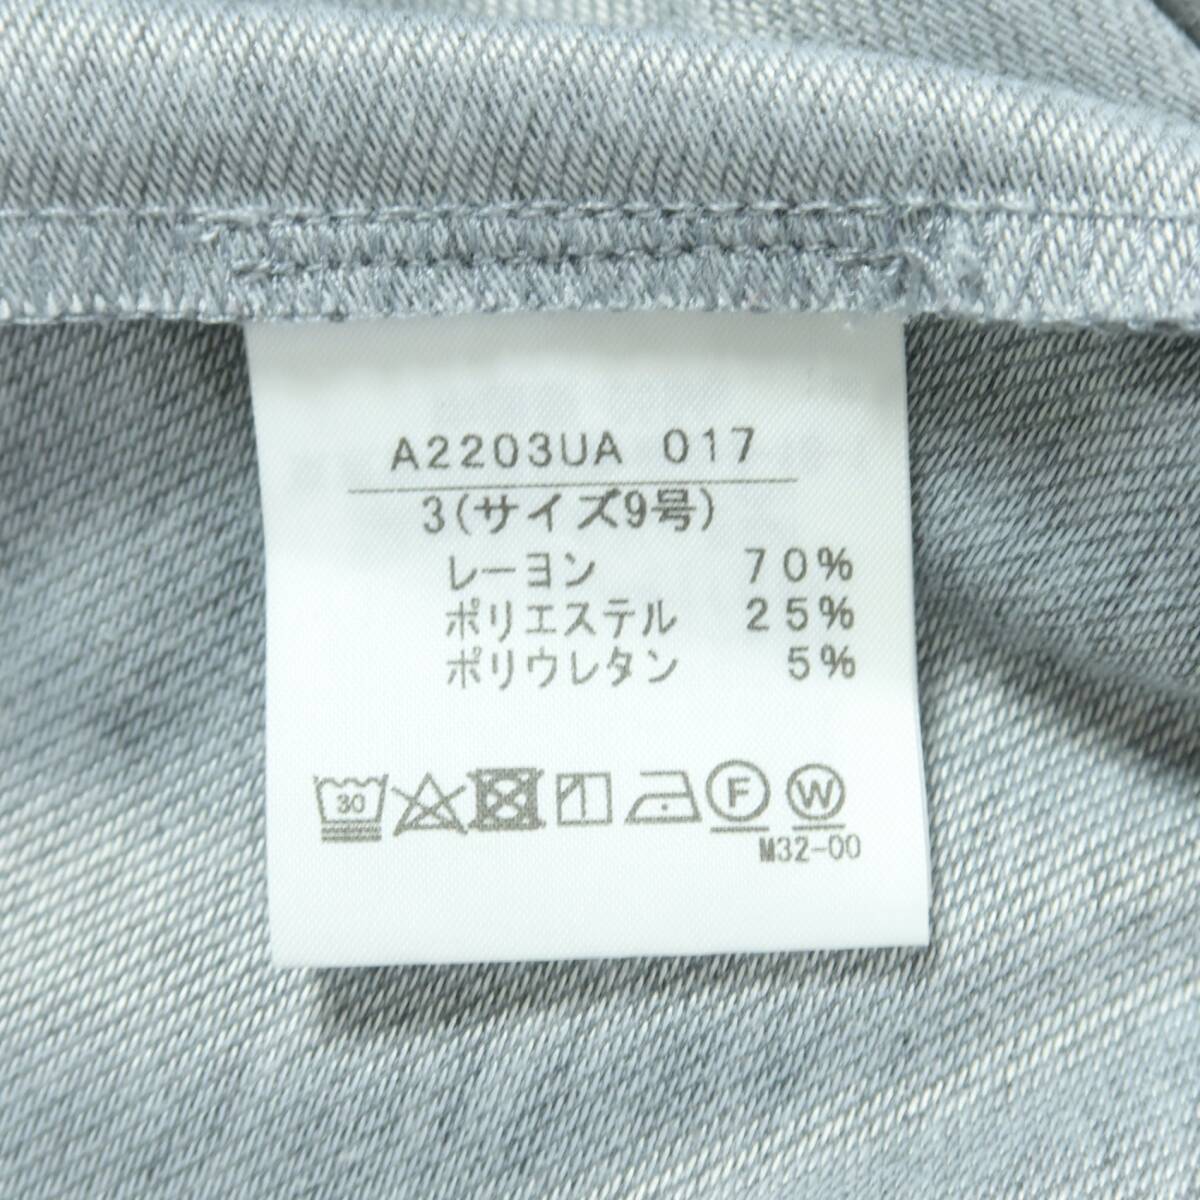 A2203UA 017
3(サイズ9号)
レーヨン 70%
ポリエステル 25%
ポリウレタン 5%
30 F W
M32-00